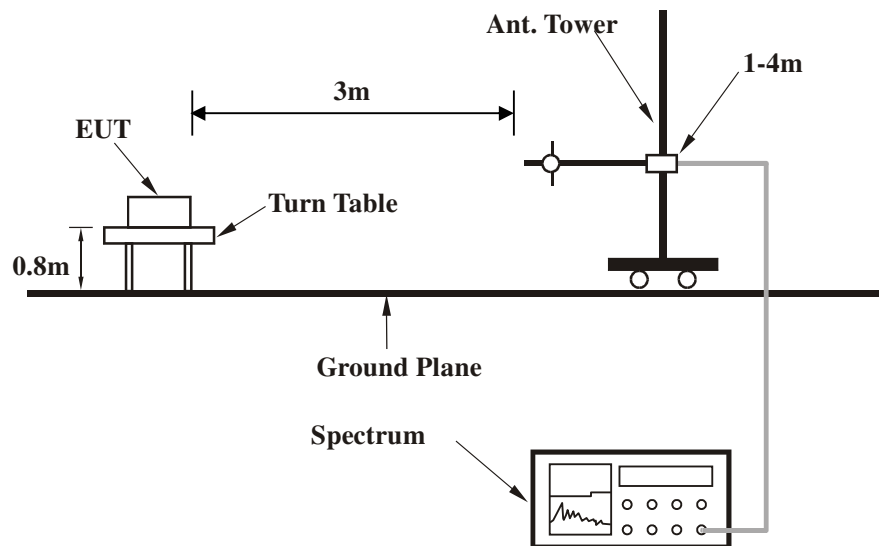 Ant. Tower
1-4m
3m
EUT
Turn Table
0.8m
Ground Plane
Spectrum